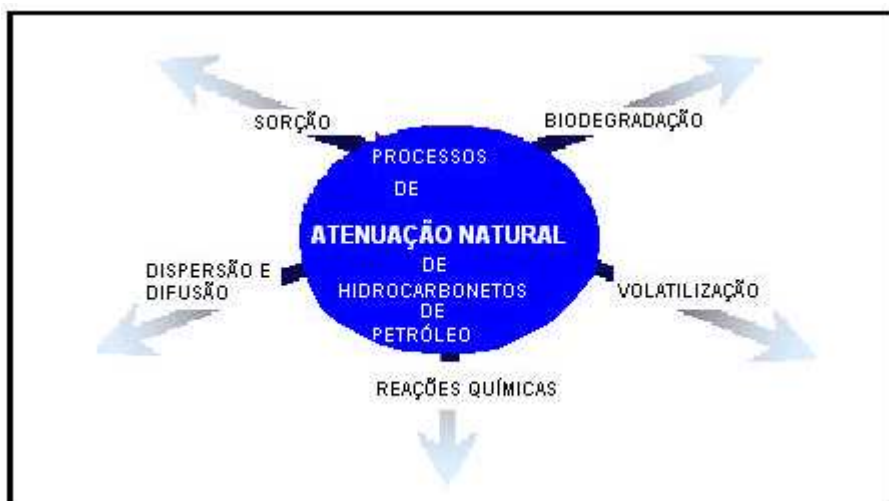 SORÇÃO
BIODEGRADAÇÃO
PROCESSOS
DE
ATENUAÇÃO NATURAL
DE
HIDROCARBONETOS
DE
PETRÓLEO
DISPERSÃO E
DIFUSÃO
VOLATILIZAÇÃO
REAÇÕES QUÍMICAS